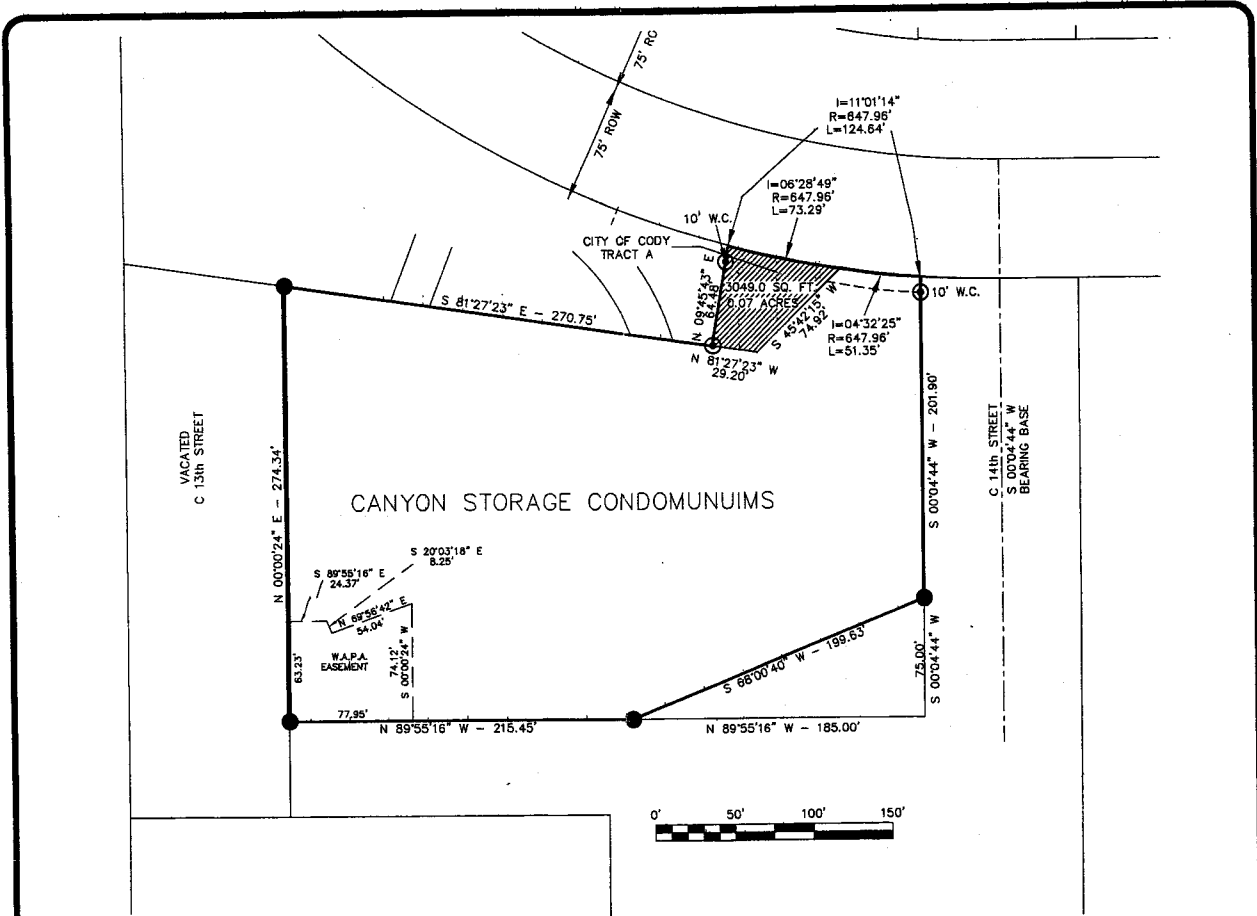 75' RO
75' ROW
I=11°01'14"
R=647.96'
L=124.64'
I=06°28'49"
R=647.96'
L=73.29'
10' W.C.
CITY OF CODY
TRACT A
N 09°45'43" E
64.48'
3049.0 SQ. FT.
0.07 ACRES
S 45°42'15" W
74.92'
10' W.C.
I=04°32'25"
R=647.96'
L=51.35'
S 81°27'23" E - 270.75'
N 81°27'23" W
29.20'
VACATED
C 13th STREET
N 00°00'24" E - 274.34'
S 00°04'44" W - 201.90'
C 14th STREET
S 00°04'44" W
BEARING BASE
CANYON STORAGE CONDOMUNUIMS
S 20°03'18" E
8.25'
S 89°55'16" E
24.37'
N 69°56'42" E
54.04'
W.A.P.A.
EASEMENT
63.23'
74.12'
S 00°00'24" W
S 68°00'40" W - 199.63'
75.00'
S 00°04'44" W
77.95'
N 89°55'16" W - 215.45'
N 89°55'16" W - 185.00'
0' 50' 100' 150'